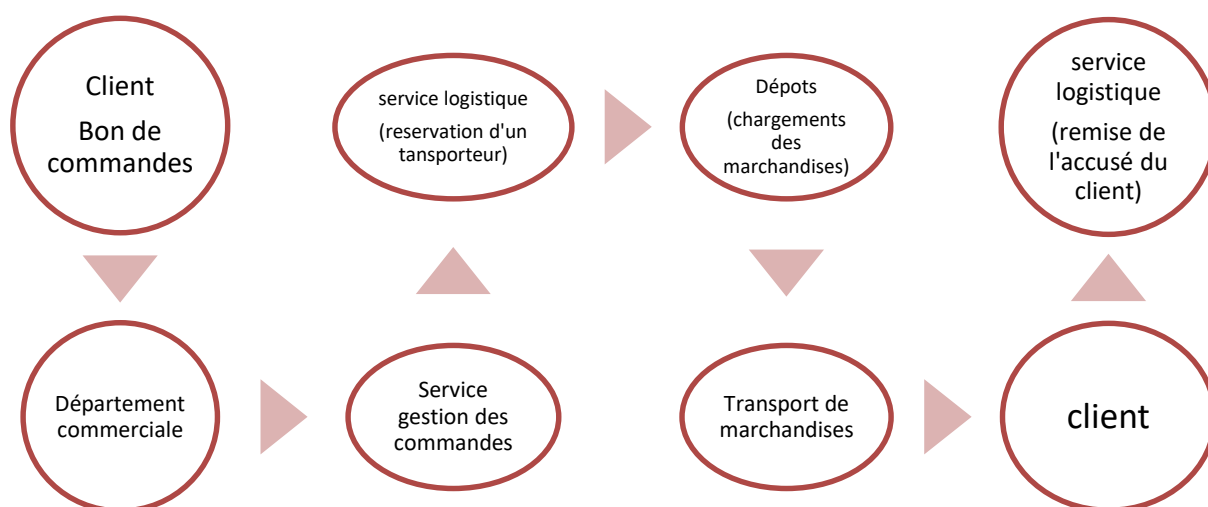 Client
Bon de
commandes
service logistique
(reservation d'un
tansporteur)
Dépots
(chargements
des
marchandises)
service
logistique
(remise de
l'accusé du
client)
Département
commerciale
Service
gestion des
commandes
Transport de
marchandises
client